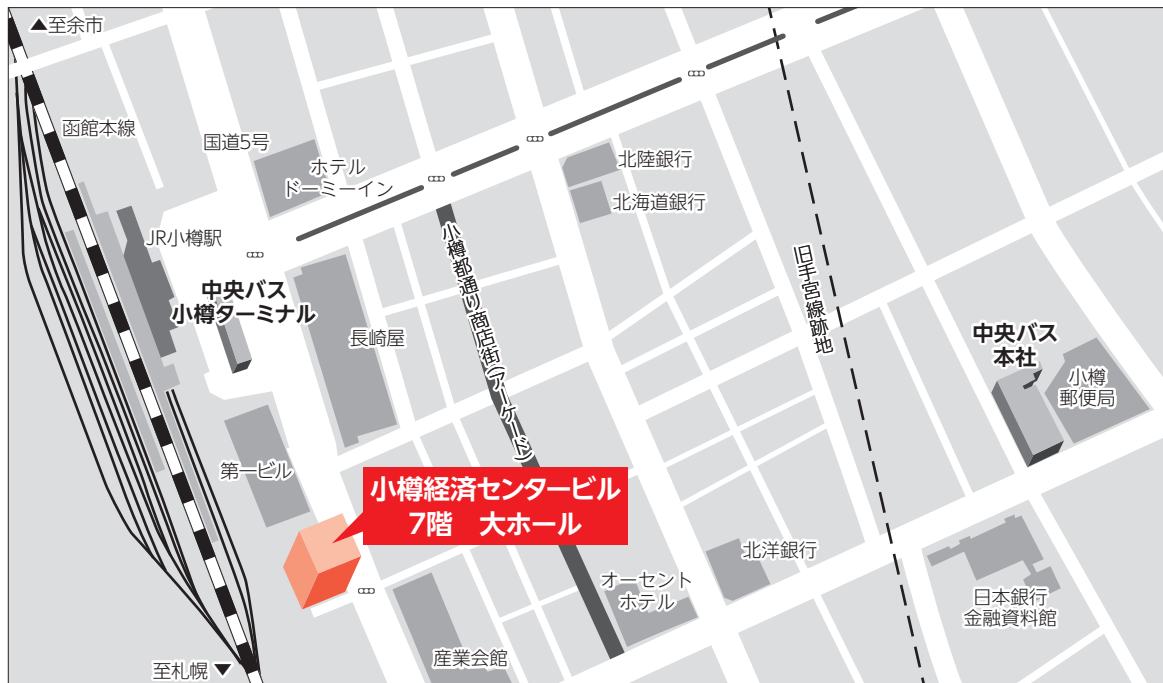 ▲至余市
函館本線
国道5号
ホテル
ドーミーイン
北陸銀行
北海道銀行
JR小樽駅
中央バス
小樽ターミナル
長崎屋
小樽都通り商店街(アーケード)
旧手宮線跡地
中央バス
本社
小樽
郵便局
第一ビル
小樽経済センタービル
7階 大ホール
北洋銀行
オーセント
ホテル
日本銀行
金融資料館
産業会館
至札幌▼